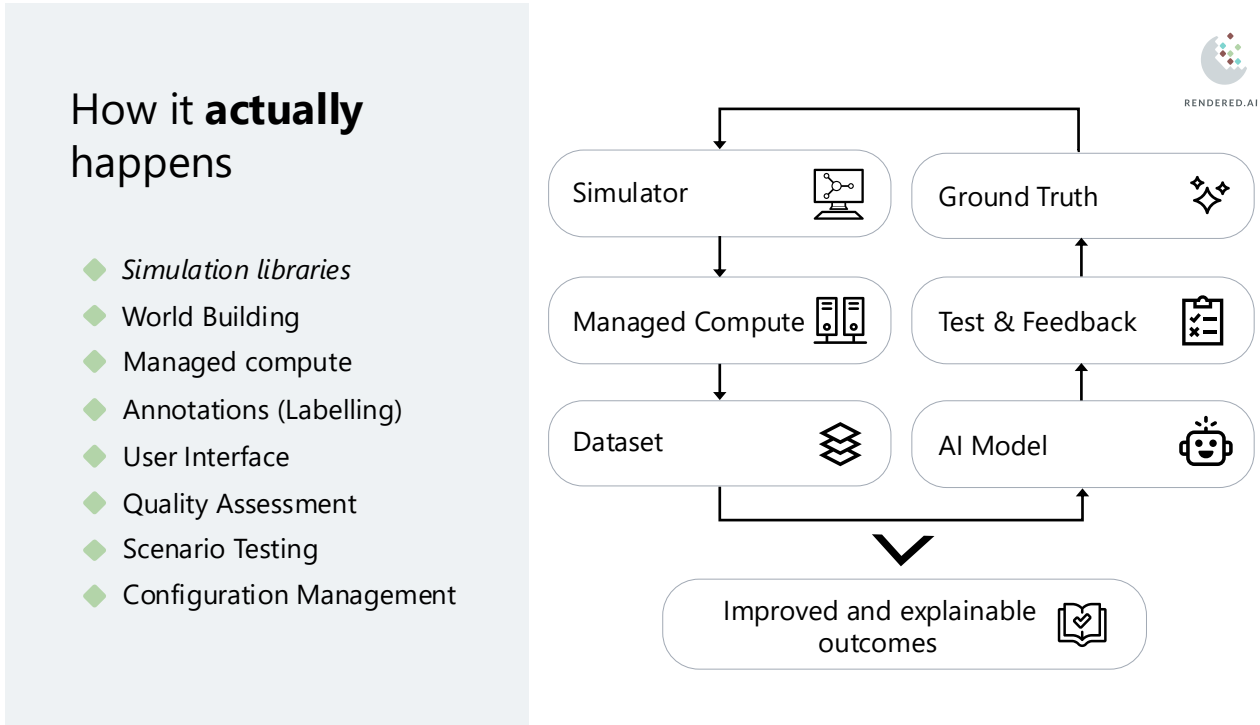 How it actually
happens
Simulation libraries
World Building
Managed compute
Annotations (Labelling)
User Interface
Quality Assessment
Scenario Testing
Configuration Management
RENDERED.AI
Simulator
Ground Truth
Managed Compute
Test & Feedback
Dataset
AI Model
Improved and explainable
outcomes